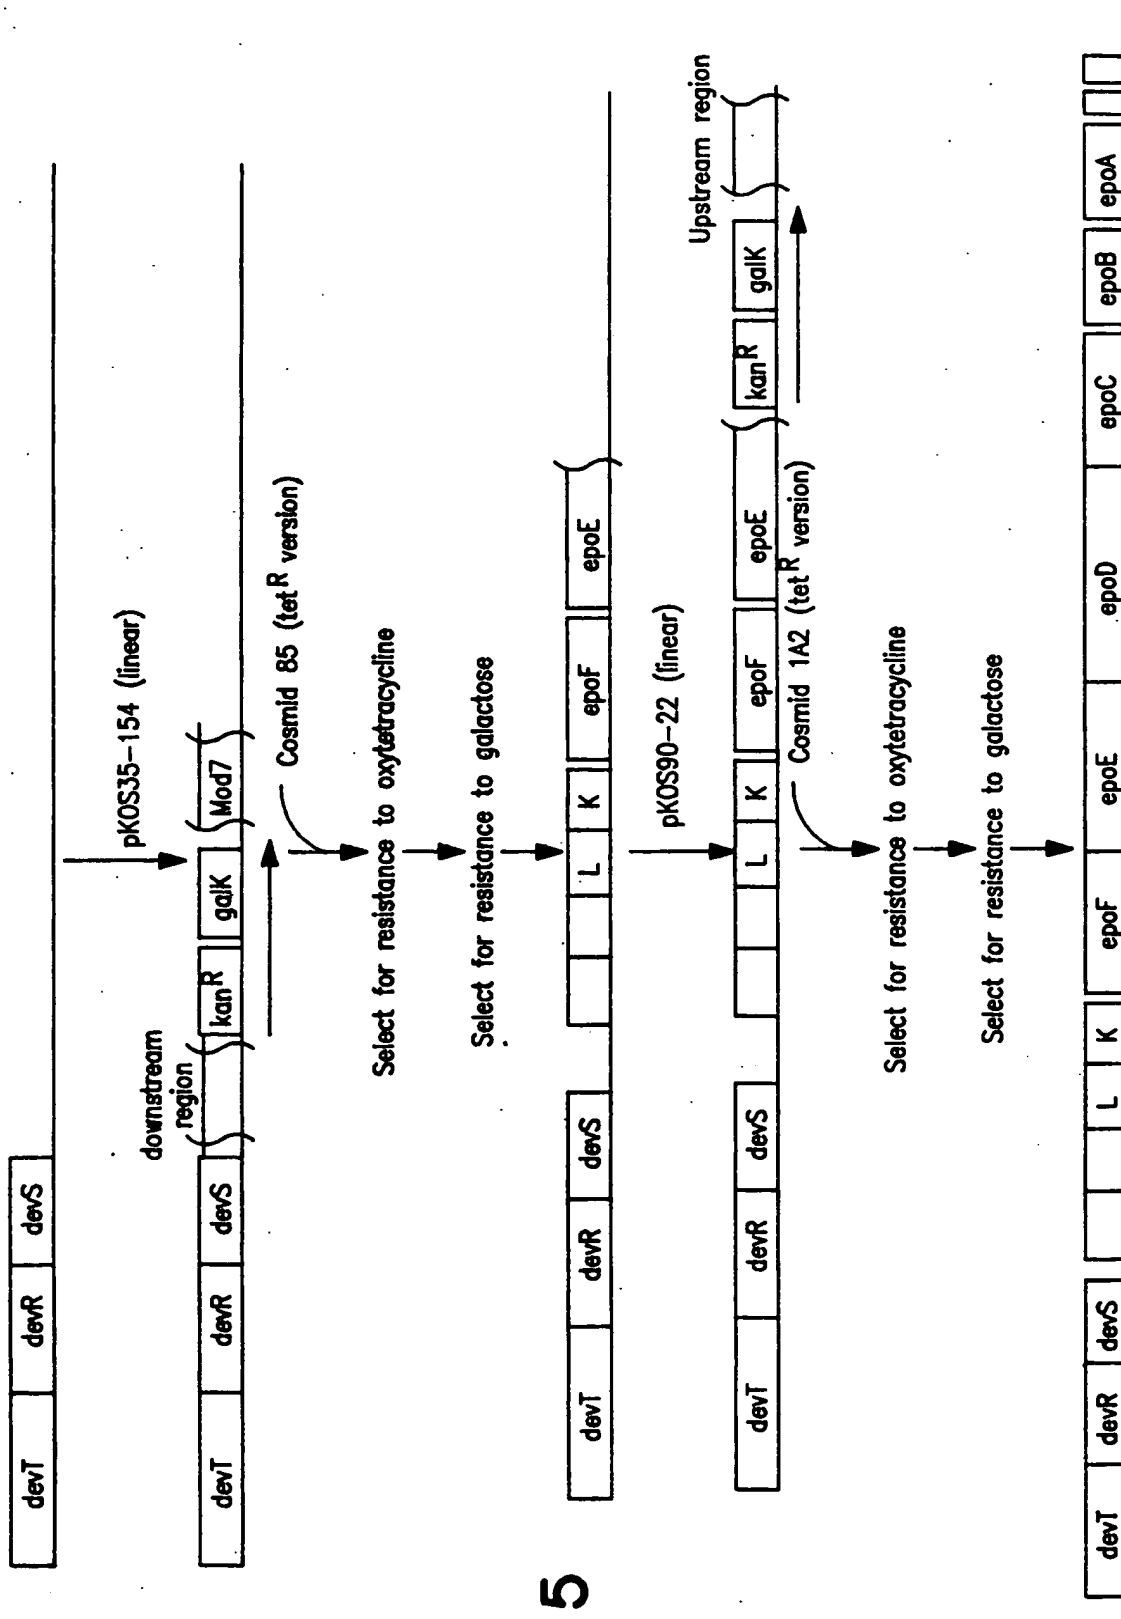 devT devR devS
pKOS35-154 (linear)
downstream
region
devT devR devS kanR galK Mod7
Cosmid 85 (tetR version)
Select for resistance to oxytetracycline
Select for resistance to galactose
devT devR devS L K epoF epoE
pKOS90-22 (linear)
Upstream region
devT devR devS L K epoF epoE kanR galK
Cosmid 1A2 (tetR version)
Select for resistance to oxytetracycline
Select for resistance to galactose
devT devR devS L K epoF epoE epoD epoC epoB epoA
5